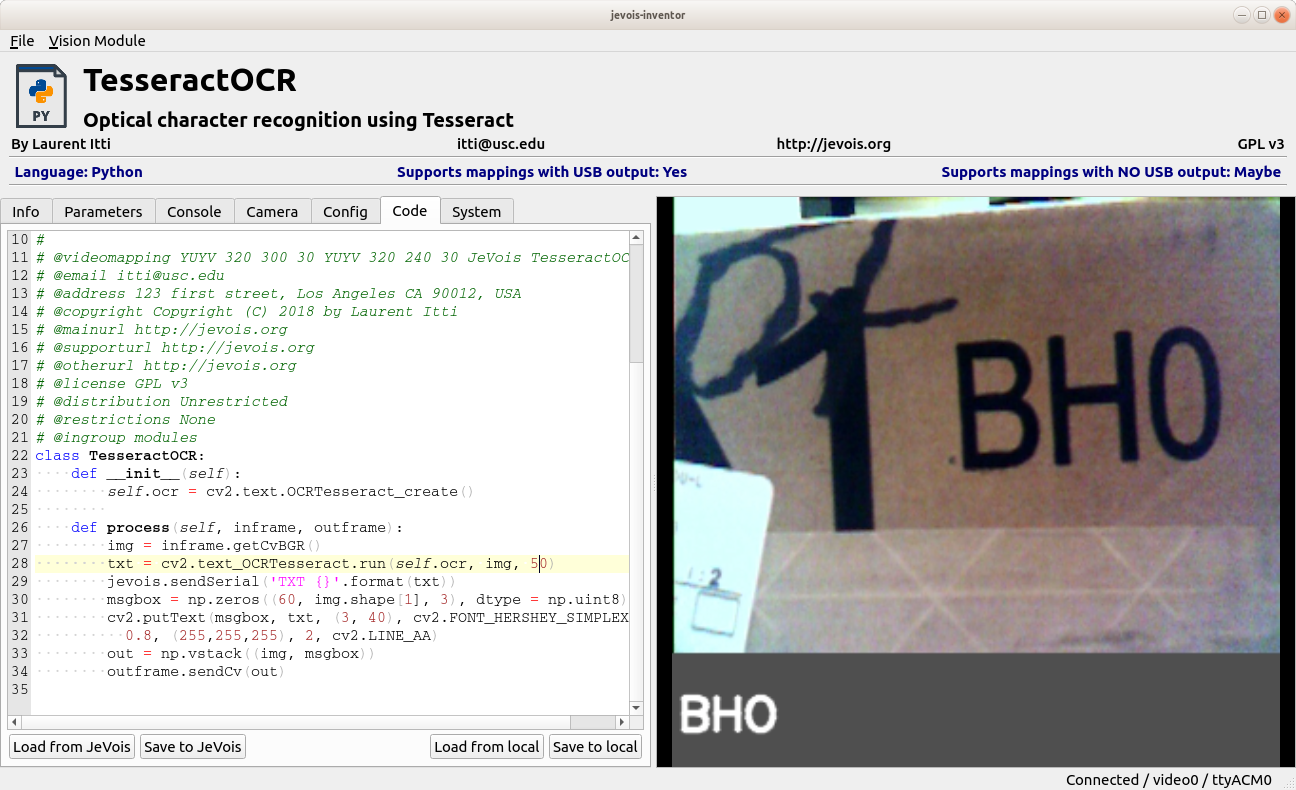 jevois-inventor
File Vision Module
PY
TesseractOCR
Optical character recognition using Tesseract
By Laurent Itti itti@usc.edu http://jevois.org GPL v3
Language: Python Supports mappings with USB output: Yes Supports mappings with NO USB output: Maybe
Info Parameters Console Camera Config Code System
10 #
11 # @videomapping YUYV 320 300 30 YUYV 320 240 30 JeVois TesseractOC
12 # @email itti@usc.edu
13 # @address 123 first street, Los Angeles CA 90012, USA
14 # @copyright Copyright (C) 2018 by Laurent Itti
15 # @mainurl http://jevois.org
16 # @supporturl http://jevois.org
17 # @otherurl http://jevois.org
18 # @license GPL v3
19 # @distribution Unrestricted
20 # @restrictions None
21 # @ingroup modules
22 class TesseractOCR:
23 def __init__(self):
24 self.ocr = cv2.text.OCRTesseract_create()
25
26 def process(self, inframe, outframe):
27 img = inframe.getCvBGR()
28 txt = cv2.text_OCRTesseract.run(self.ocr, img, 50)
29 jevois.sendSerial('TXT {}'.format(txt))
30 msgbox = np.zeros((60, img.shape[1], 3), dtype = np.uint8)
31 cv2.putText(msgbox, txt, (3, 40), cv2.FONT_HERSHEY_SIMPLEX
32 0.8, (255,255,255), 2, cv2.LINE_AA)
33 out = np.vstack((img, msgbox))
34 outframe.sendCv(out)
35
Load from JeVois Save to JeVois Load from local Save to local
BH0
1:2
BHO
Connected / video0 / ttyACM0